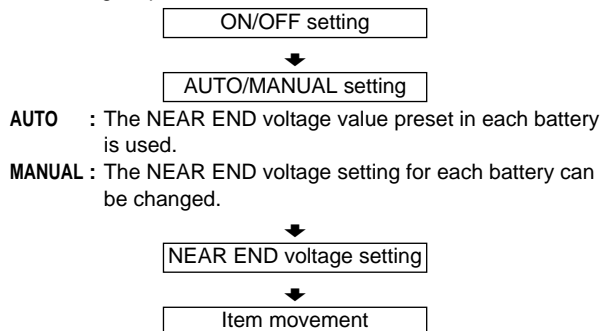 ON/OFF setting
AUTO/MANUAL setting
AUTO : The NEAR END voltage value preset in each battery
is used.
MANUAL : The NEAR END voltage setting for each battery can
be changed.
NEAR END voltage setting
Item movement